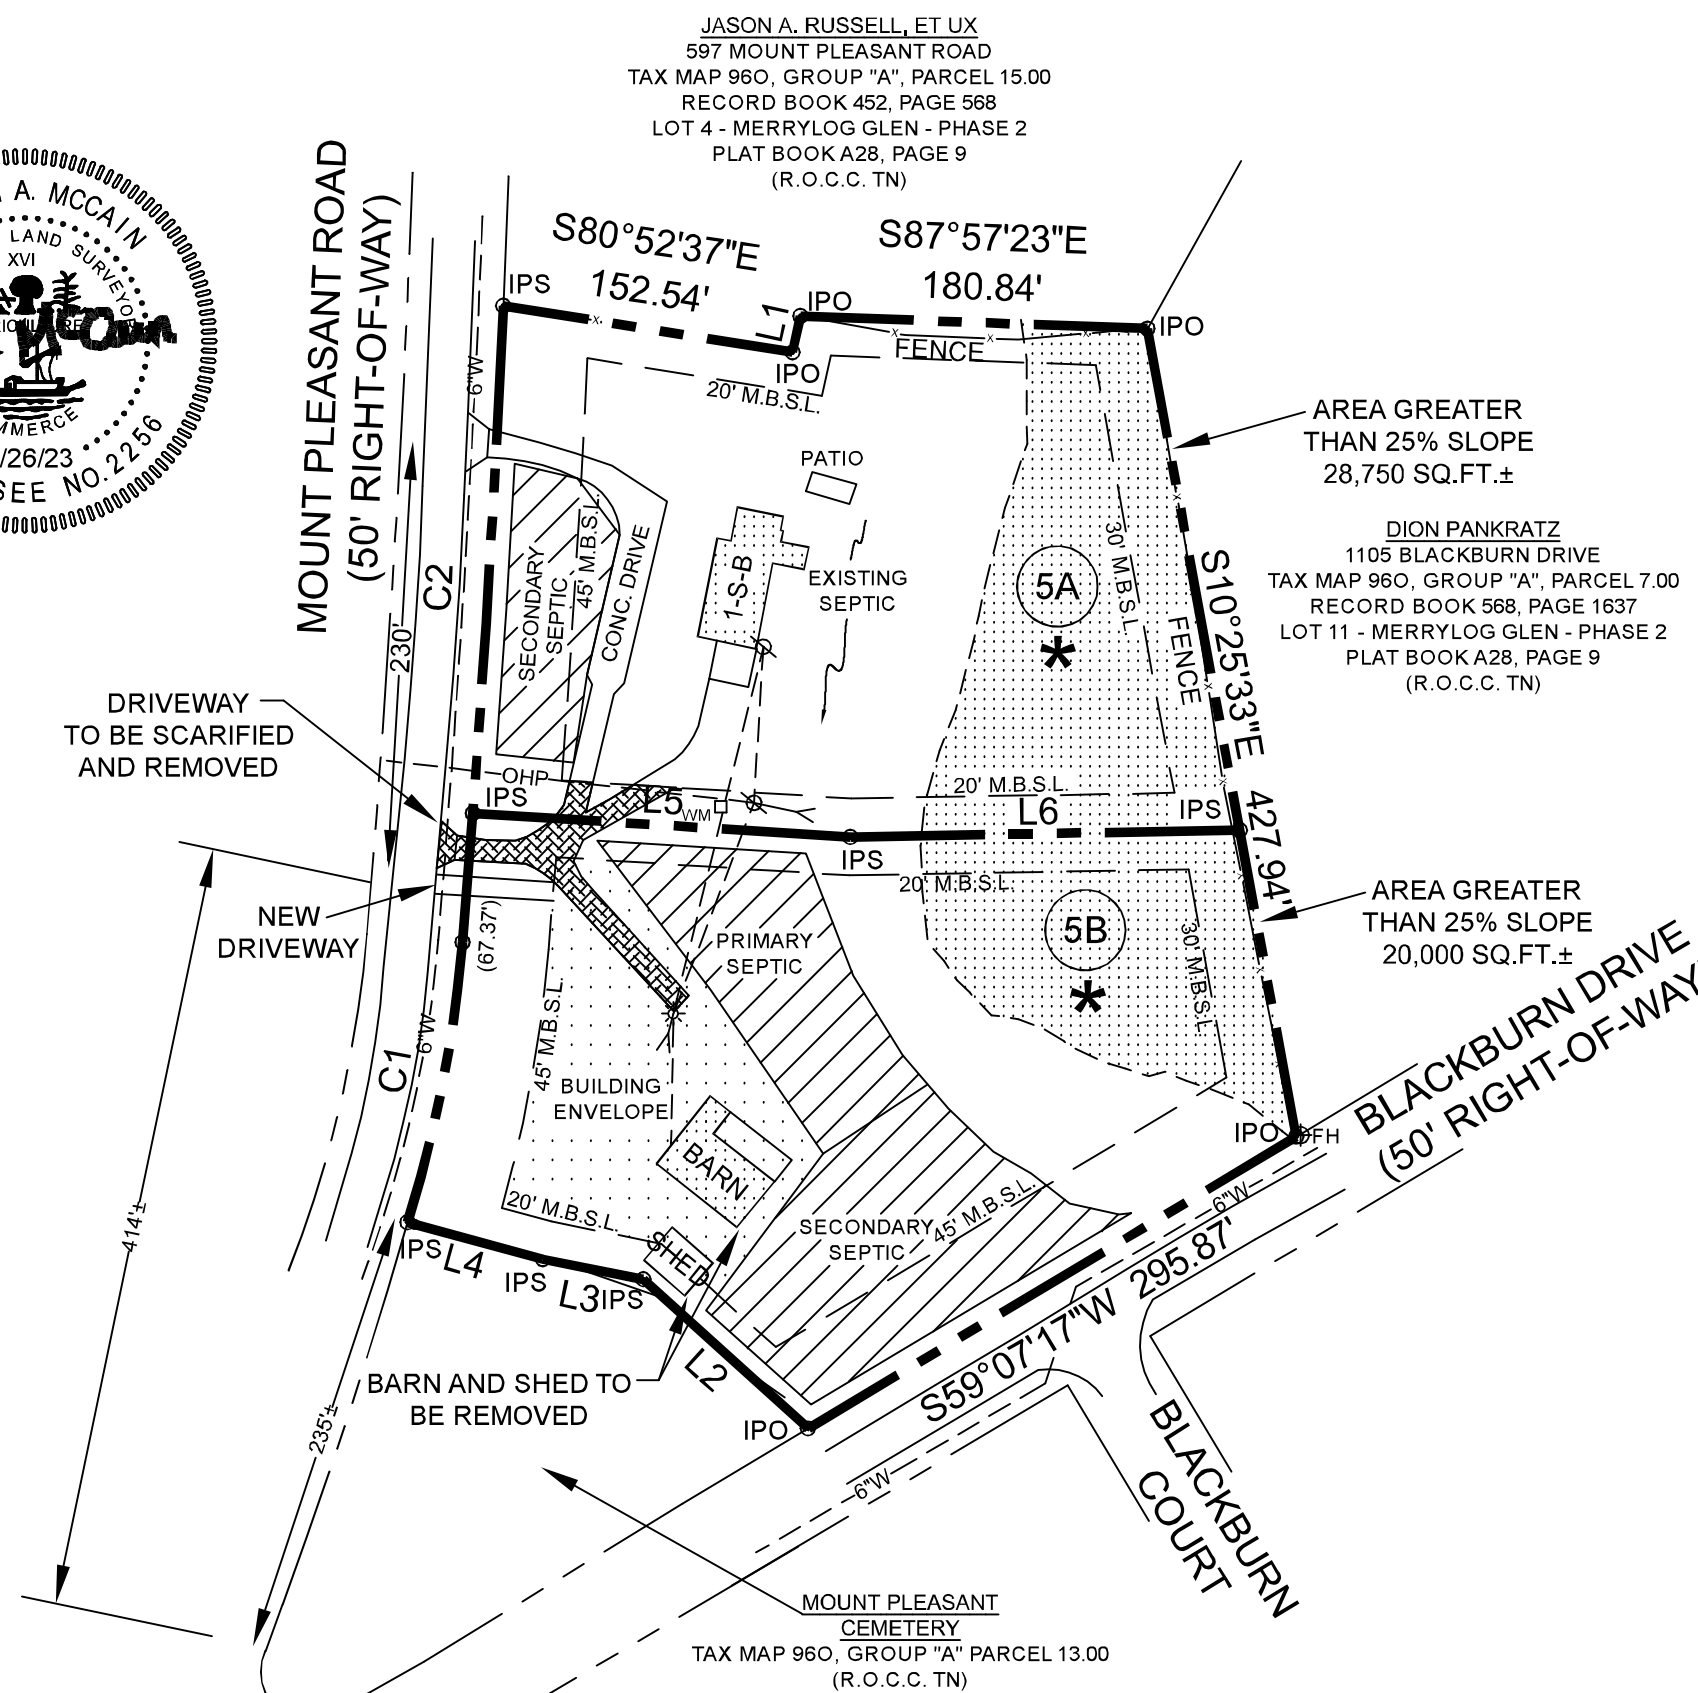 JASON A. RUSSELL, ET UX
597 MOUNT PLEASANT ROAD
TAX MAP 96O, GROUP "A", PARCEL 15.00
RECORD BOOK 452, PAGE 568
LOT 4 - MERRYLOG GLEN - PHASE 2
PLAT BOOK A28, PAGE 9
(R.O.C.C. TN)
A. MCCAIN
LAND SURVEYOR
XVI
MMERCE
/26/23
SEE NO. 2256
MOUNT PLEASANT ROAD
(50' RIGHT-OF-WAY)
S80°52'37"E
152.54'
S87°57'23"E
180.84'
IPS
L1
IPO
IPO
IPO
FENCE
20' M.B.S.L.
6"W
AREA GREATER
THAN 25% SLOPE
28,750 SQ.FT.±
PATIO
DION PANKRATZ
1105 BLACKBURN DRIVE
TAX MAP 96O, GROUP "A", PARCEL 7.00
RECORD BOOK 568, PAGE 1637
LOT 11 - MERRYLOG GLEN - PHASE 2
PLAT BOOK A28, PAGE 9
(R.O.C.C. TN)
SECONDARY
SEPTIC
45' M.B.S.L.
CONC. DRIVE
1-S-B
EXISTING
SEPTIC
5A
*
30' M.B.S.L.
FENCE
S10°25'33"E 427.94'
C2
230'
DRIVEWAY
TO BE SCARIFIED
AND REMOVED
OHP
IPS
L5
WM
20' M.B.S.L.
L6
IPS
IPS
20' M.B.S.L.
NEW
DRIVEWAY
(67.37')
PRIMARY
SEPTIC
5B
*
30' M.B.S.L.
AREA GREATER
THAN 25% SLOPE
20,000 SQ.FT.±
BLACKBURN DRIVE
(50' RIGHT-OF-WAY
C1
6"W
45' M.B.S.L.
BUILDING
ENVELOPE
BARN
IPO
FH
414'±
20' M.B.S.L.
SHED
SECONDARY
SEPTIC
45' M.B.S.L.
6"W
IPS
L4
IPS
L3
IPS
S59°07'17"W 295.87'
L2
BARN AND SHED TO
BE REMOVED
235'±
IPO
6"W
BLACKBURN
COURT
MOUNT PLEASANT
CEMETERY
TAX MAP 96O, GROUP "A" PARCEL 13.00
(R.O.C.C. TN)